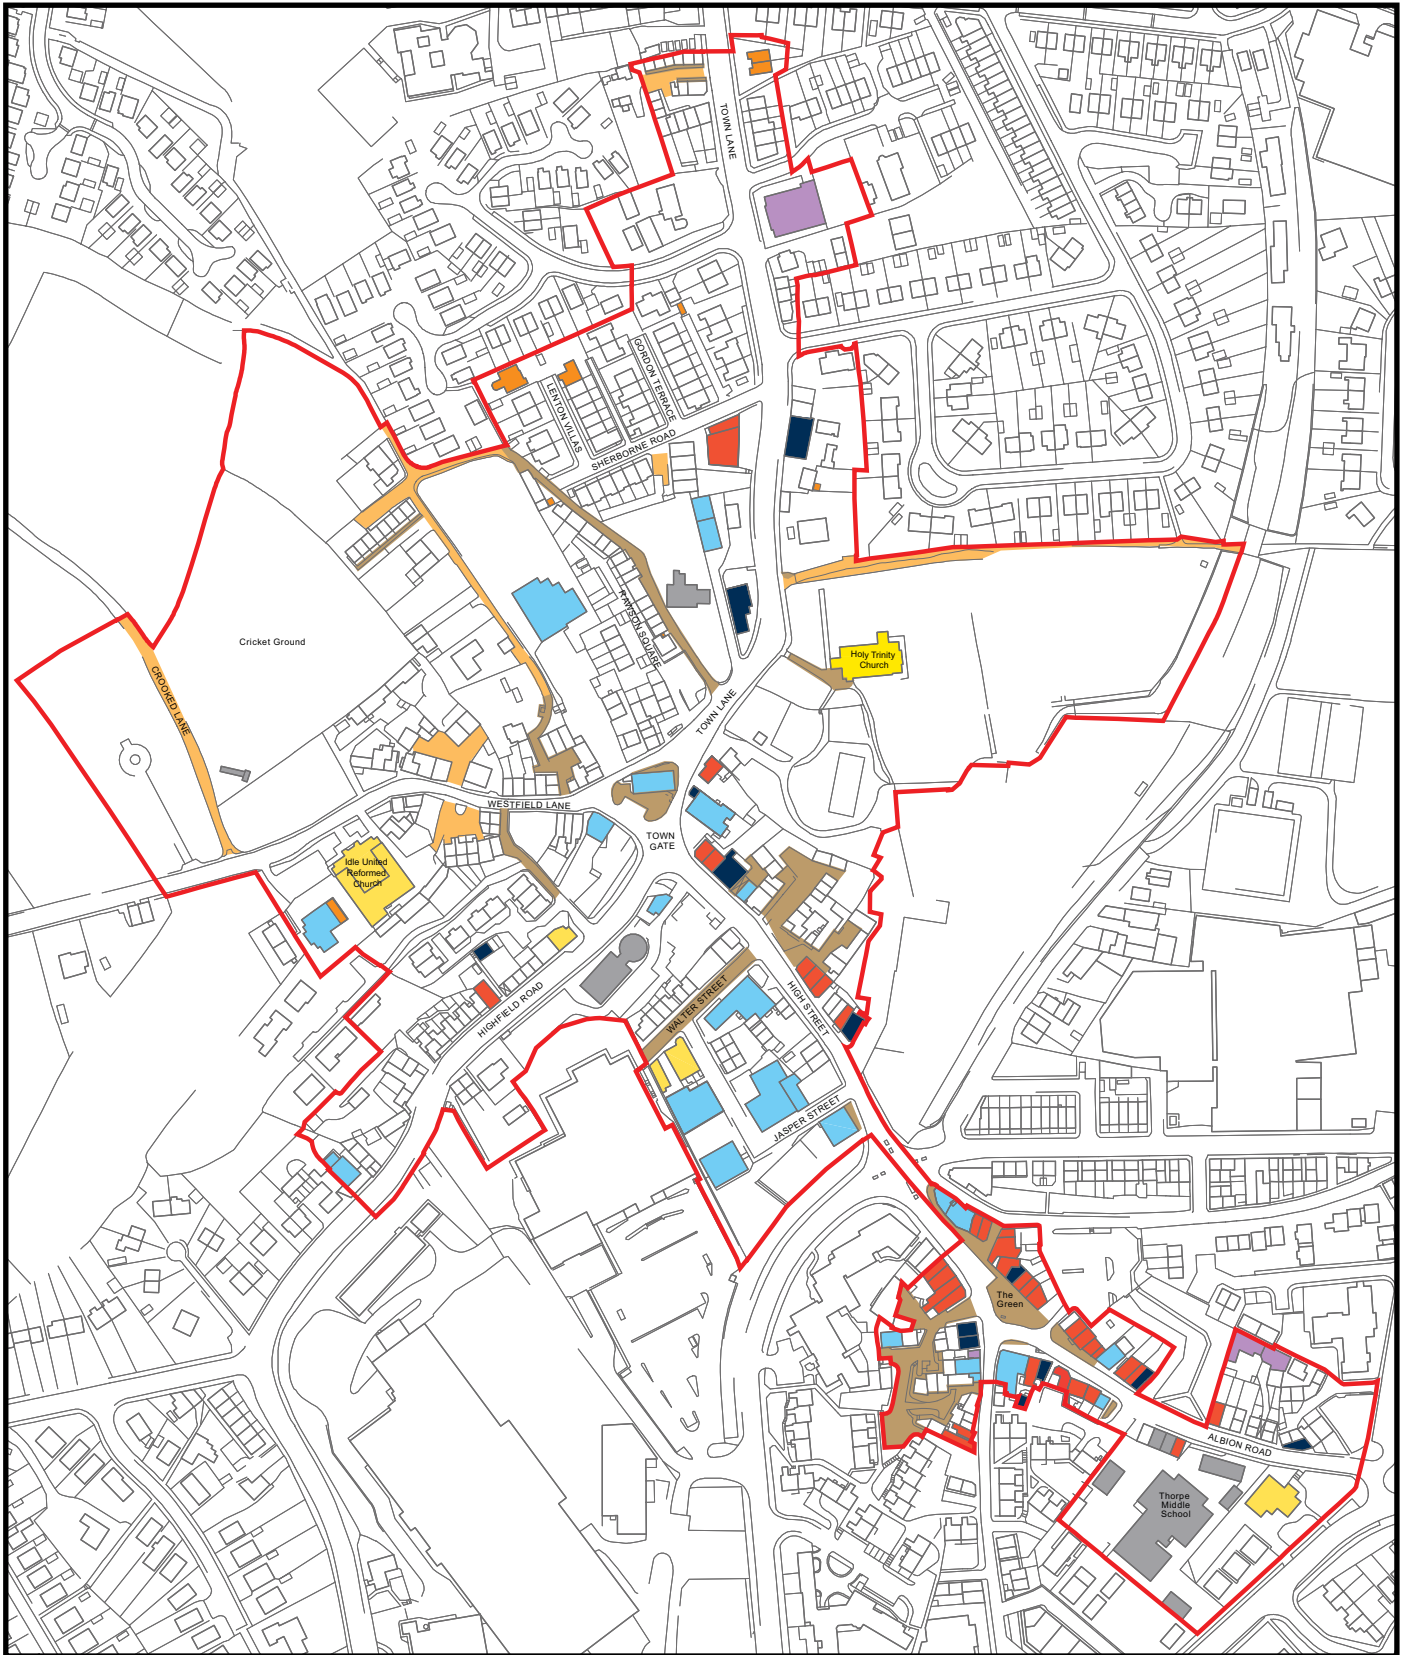 TOWN LANE
GORDON TERRACE
LENTON VILLAS
SHERBORNE ROAD
RAWSON SQUARE
Cricket Ground
Holy Trinity
Church
CROOKED LANE
TOWN LANE
WESTFIELD LANE
TOWN
GATE
Idle United
Reformed
Church
HIGHFIELD ROAD
WALTER STREET
HIGH STREET
JASPER STREET
The
Green
ALBION ROAD
Thorpe
Middle
School